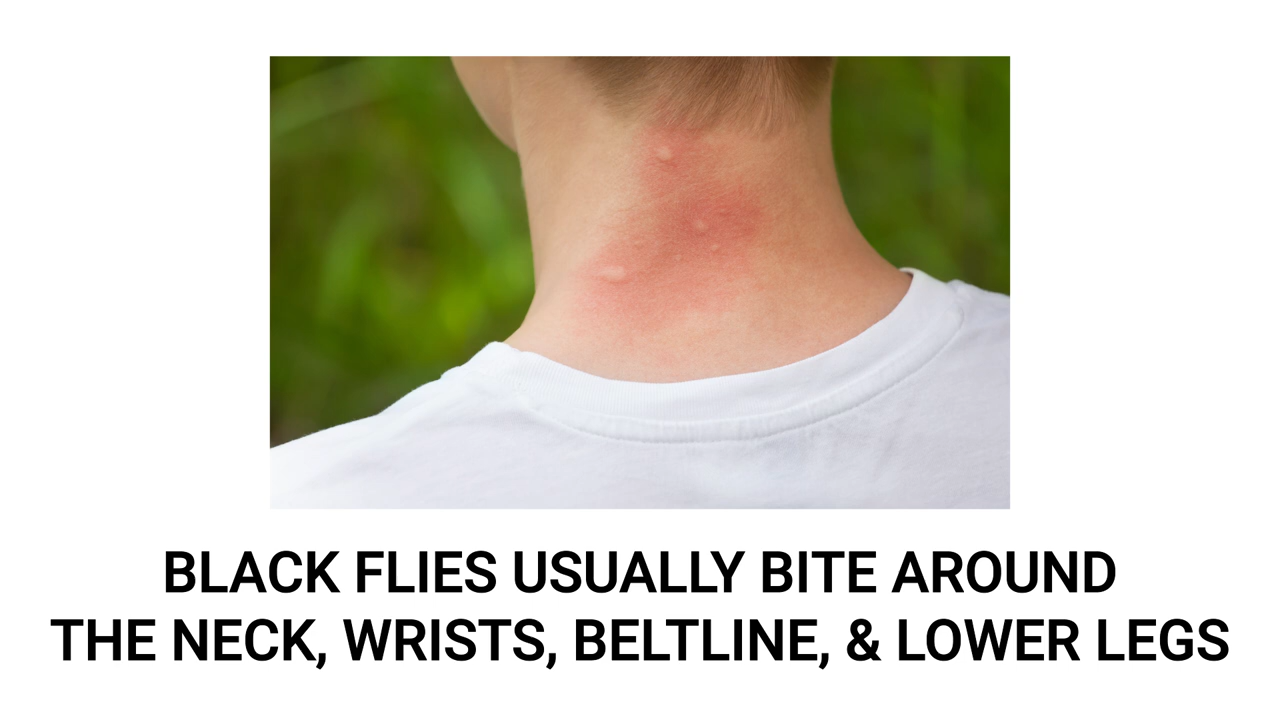 BLACK FLIES USUALLY BITE AROUND
THE NECK, WRISTS, BELTLINE, & LOWER LEGS